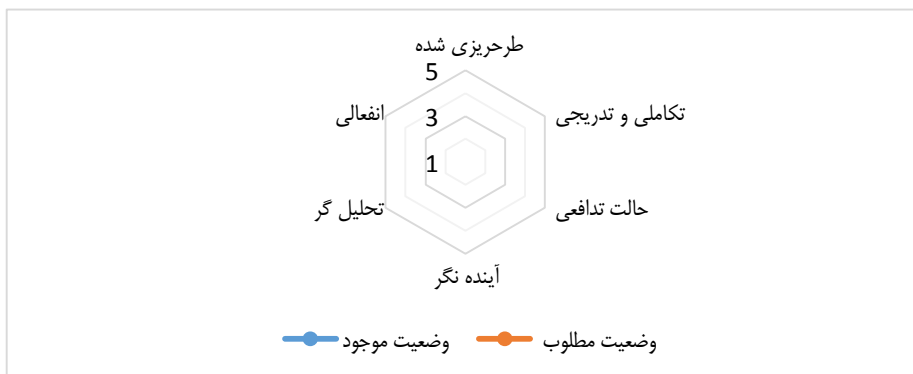 طرحریزی شده
5
انفعالی
تکاملی و تدریجی
3
1
تحلیل گر
حالت تدافعی
آینده نگر
وضعیت موجود
وضعیت مطلوب